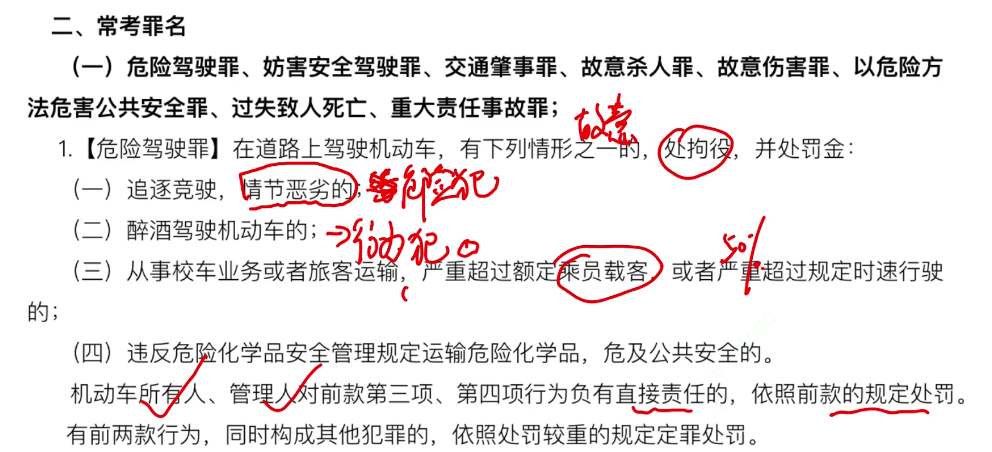 二、常考罪名
（一）危险驾驶罪、妨害安全驾驶罪、交通肇事罪、故意杀人罪、故意伤害罪、以危险方
法危害公共安全罪、过失致人死亡、重大责任事故罪；
故意
1.【危险驾驶罪】在道路上驾驶机动车，有下列情形之一的，处拘役，并处罚金：
（一）追逐竞驶，情节恶劣的；危险犯
（二）醉酒驾驶机动车的；→行为犯
50%
（三）从事校车业务或者旅客运输，严重超过额定乘员载客，或者严重超过规定时速行驶
的；
（四）违反危险化学品安全管理规定运输危险化学品，危及公共安全的。
机动车所有人、管理人对前款第三项、第四项行为负有直接责任的，依照前款的规定处罚。
有前两款行为，同时构成其他犯罪的，依照处罚较重的规定定罪处罚。